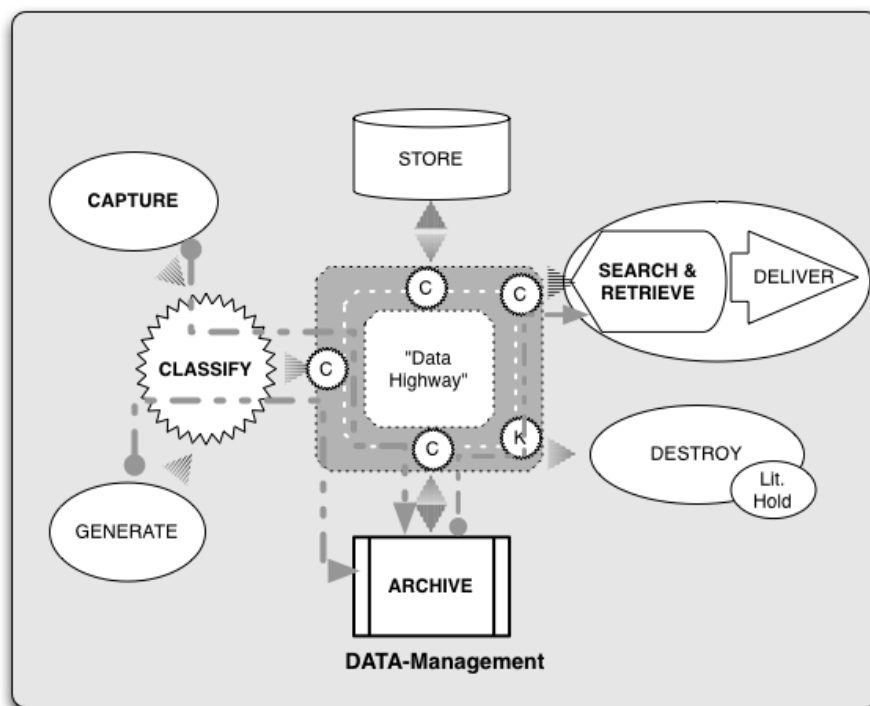 STORE
CAPTURE
C
C
SEARCH &
RETRIEVE
DELIVER
CLASSIFY
C
"Data
Highway"
C
K
DESTROY
Lit.
Hold
GENERATE
ARCHIVE
DATA-Management